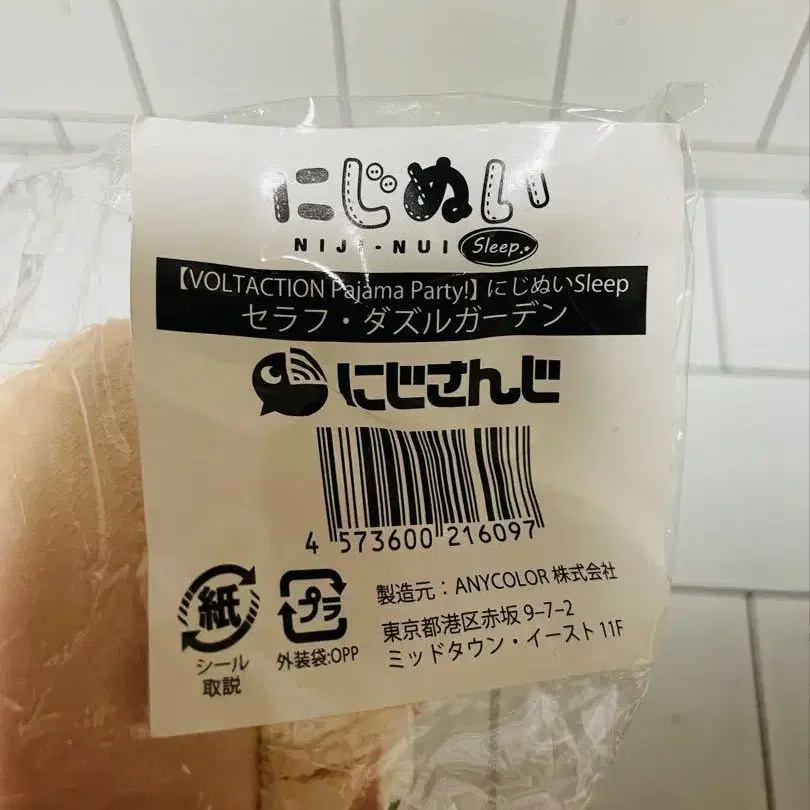 にじぬい
NIJI-NUI Sleep.
【VOLTACTION Pajama Party!】にじぬいSleep
セラフ・ダズルガーデン
にじさんじ
4 573600 216097
紙
シール
取説
プラ
外装袋:OPP
製造元：ANYCOLOR 株式会社
東京都港区赤坂 9-7-2
ミッドタウン・イースト 11F